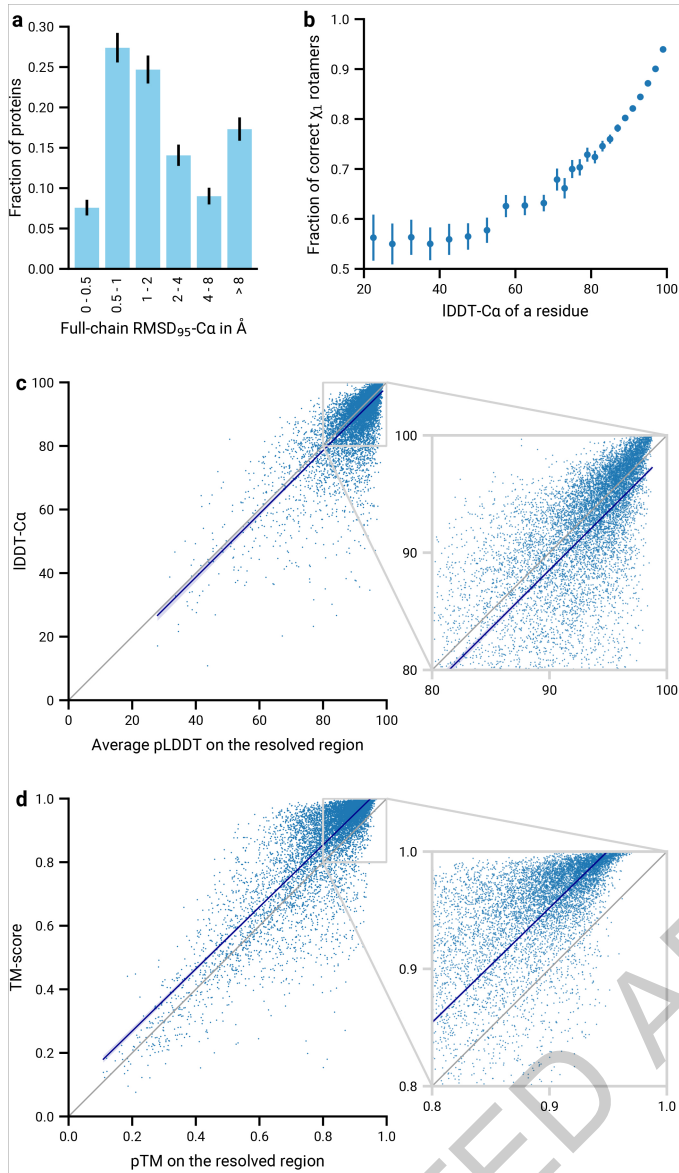 a
0.30
0.25
0.20
0.15
0.10
0.05
0.00
Fraction of proteins
0 - 0.5
0.5 - 1
1 - 2
2 - 4
4 - 8
> 8
Full-chain RMSD₉₅-Cα in Å
b
1.0
0.9
0.8
0.7
0.6
0.5
Fraction of correct χ₁ rotamers
20 40 60 80 100
lDDT-Cα of a residue
c
100
80
60
40
20
0
lDDT-Cα
0 20 40 60 80 100
Average pLDDT on the resolved region
100
90
80
80 90 100
d
1.0
0.8
0.6
0.4
0.2
0.0
TM-score
0.0 0.2 0.4 0.6 0.8 1.0
pTM on the resolved region
1.0
0.9
0.8
0.8 0.9 1.0